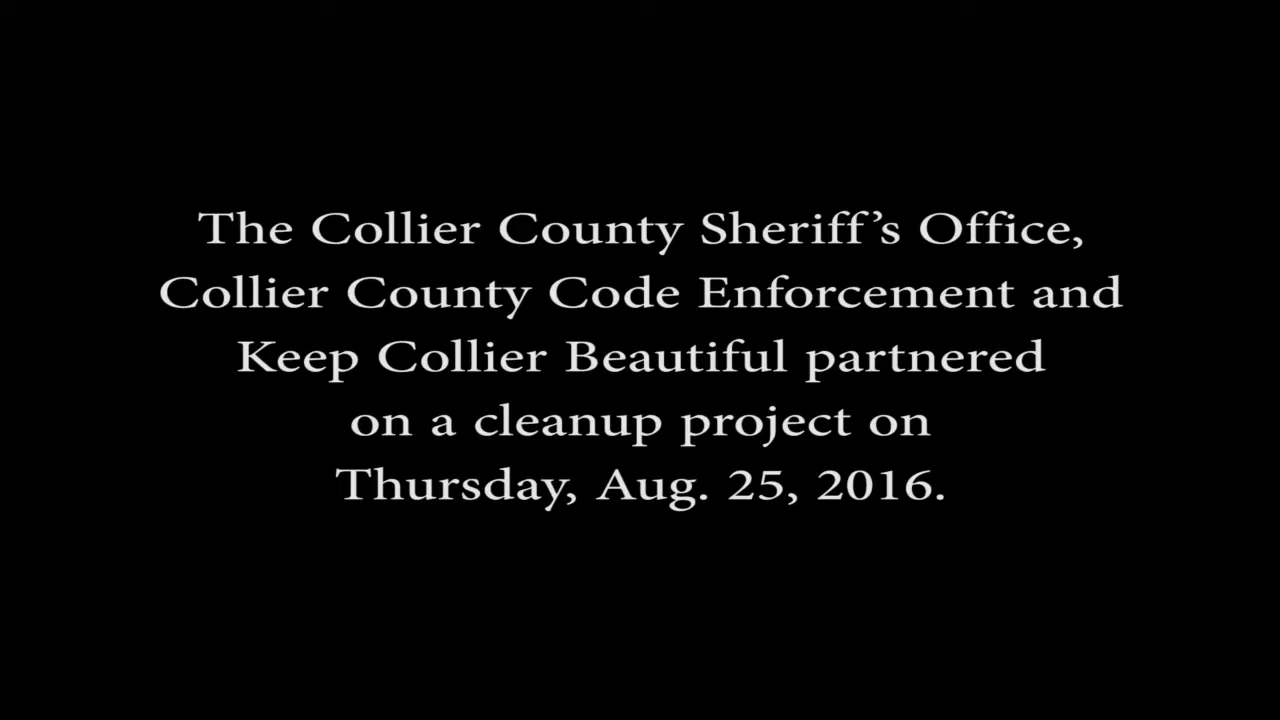 The Collier County Sheriff’s Office,
Collier County Code Enforcement and
Keep Collier Beautiful partnered
on a cleanup project on
Thursday, Aug. 25, 2016.